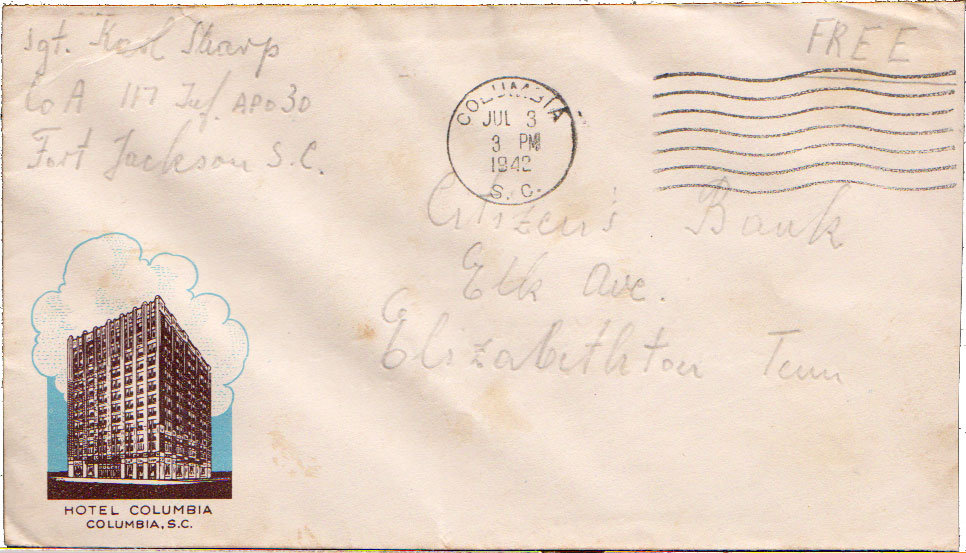 Sgt. Karl Sharp
Co A 117 Inf. APO 30
Fort Jackson S.C.
FREE
COLUMBIA
JUL 3
3 PM
1942
S. C.
Citizen's Bank
Elk Ave.
Elizabethton Tenn
HOTEL COLUMBIA
COLUMBIA, S.C.